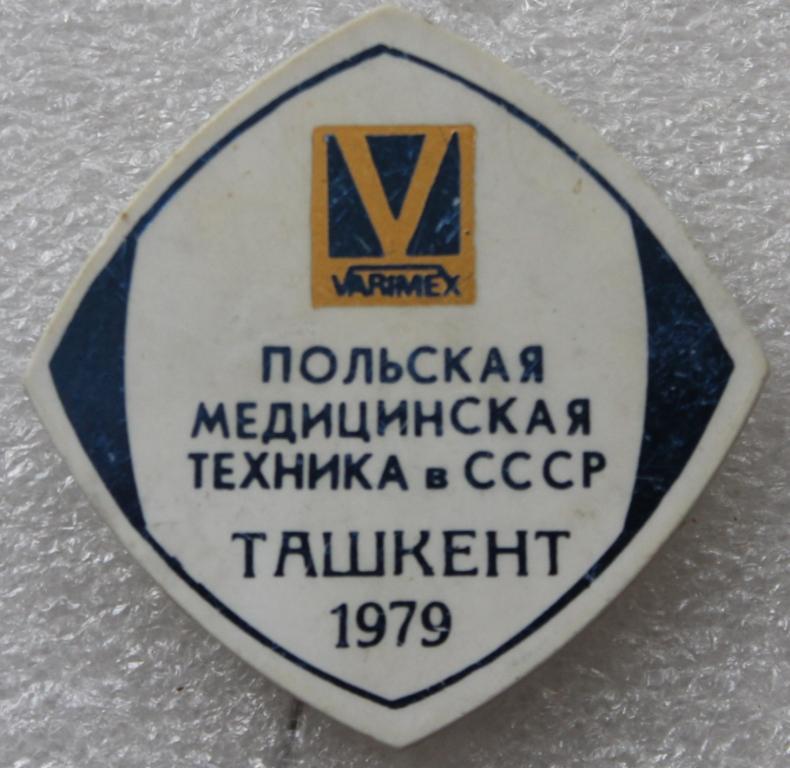 V
VARIMEX
ПОЛЬСКАЯ
МЕДИЦИНСКАЯ
ТЕХНИКА в СССР
ТАШКЕНТ
1979